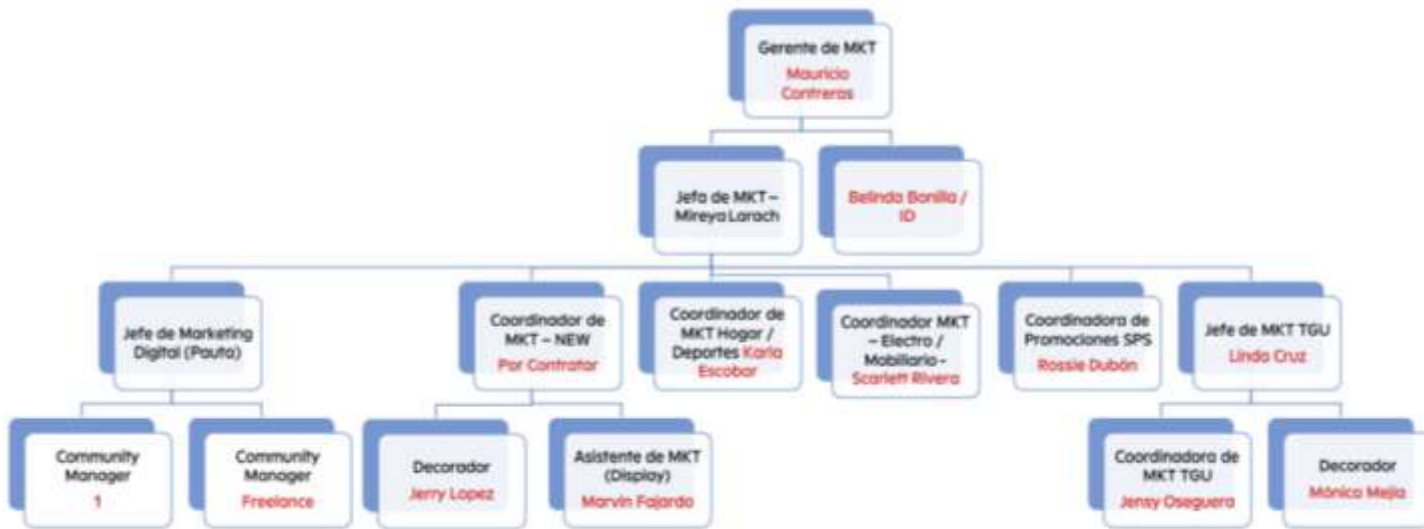 Gerente de MKT
Mauricio
Contreras
Jefa de MKT –
Mireya Larach
Belinda Bonilla /
ID
Jefe de Marketing
Digital (Pauta)
Coordinador de
MKT – NEW
Por Contratar
Coordinador de
MKT Hogar /
Deportes Karla
Escobar
Coordinador MKT
– Electro /
Mobiliario -
Scarlett Rivera
Coordinadora de
Promociones SPS
Rossie Dubón
Jefe de MKT TGU
Linda Cruz
Community
Manager
1
Community
Manager
Freelance
Decorador
Jerry Lopez
Asistente de MKT
(Display)
Marvin Fajardo
Coordinadora de
MKT TGU
Jensy Oseguera
Decorador
Mónica Mejía